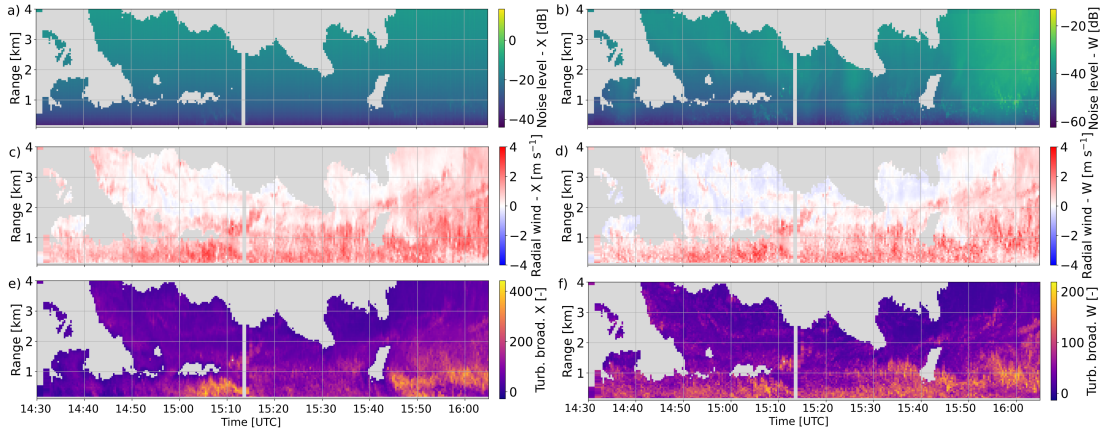 a)
Range [km]
4
3
2
1
0
−20
−40
Noise level - X [dB]
b)
Range [km]
4
3
2
1
−20
−40
−60
Noise level - W [dB]
c)
Range [km]
4
3
2
1
4
2
0
−2
−4
Radial wind - X [m s⁻¹]
d)
Range [km]
4
3
2
1
4
2
0
−2
−4
Radial wind - W [m s⁻¹]
e)
Range [km]
4
3
2
1
400
200
0
Turb. broad. X [-]
14:30 14:40 14:50 15:00 15:10 15:20 15:30 15:40 15:50 16:00
Time [UTC]
f)
Range [km]
4
3
2
1
200
100
0
Turb. broad. W [-]
14:30 14:40 14:50 15:00 15:10 15:20 15:30 15:40 15:50 16:00
Time [UTC]